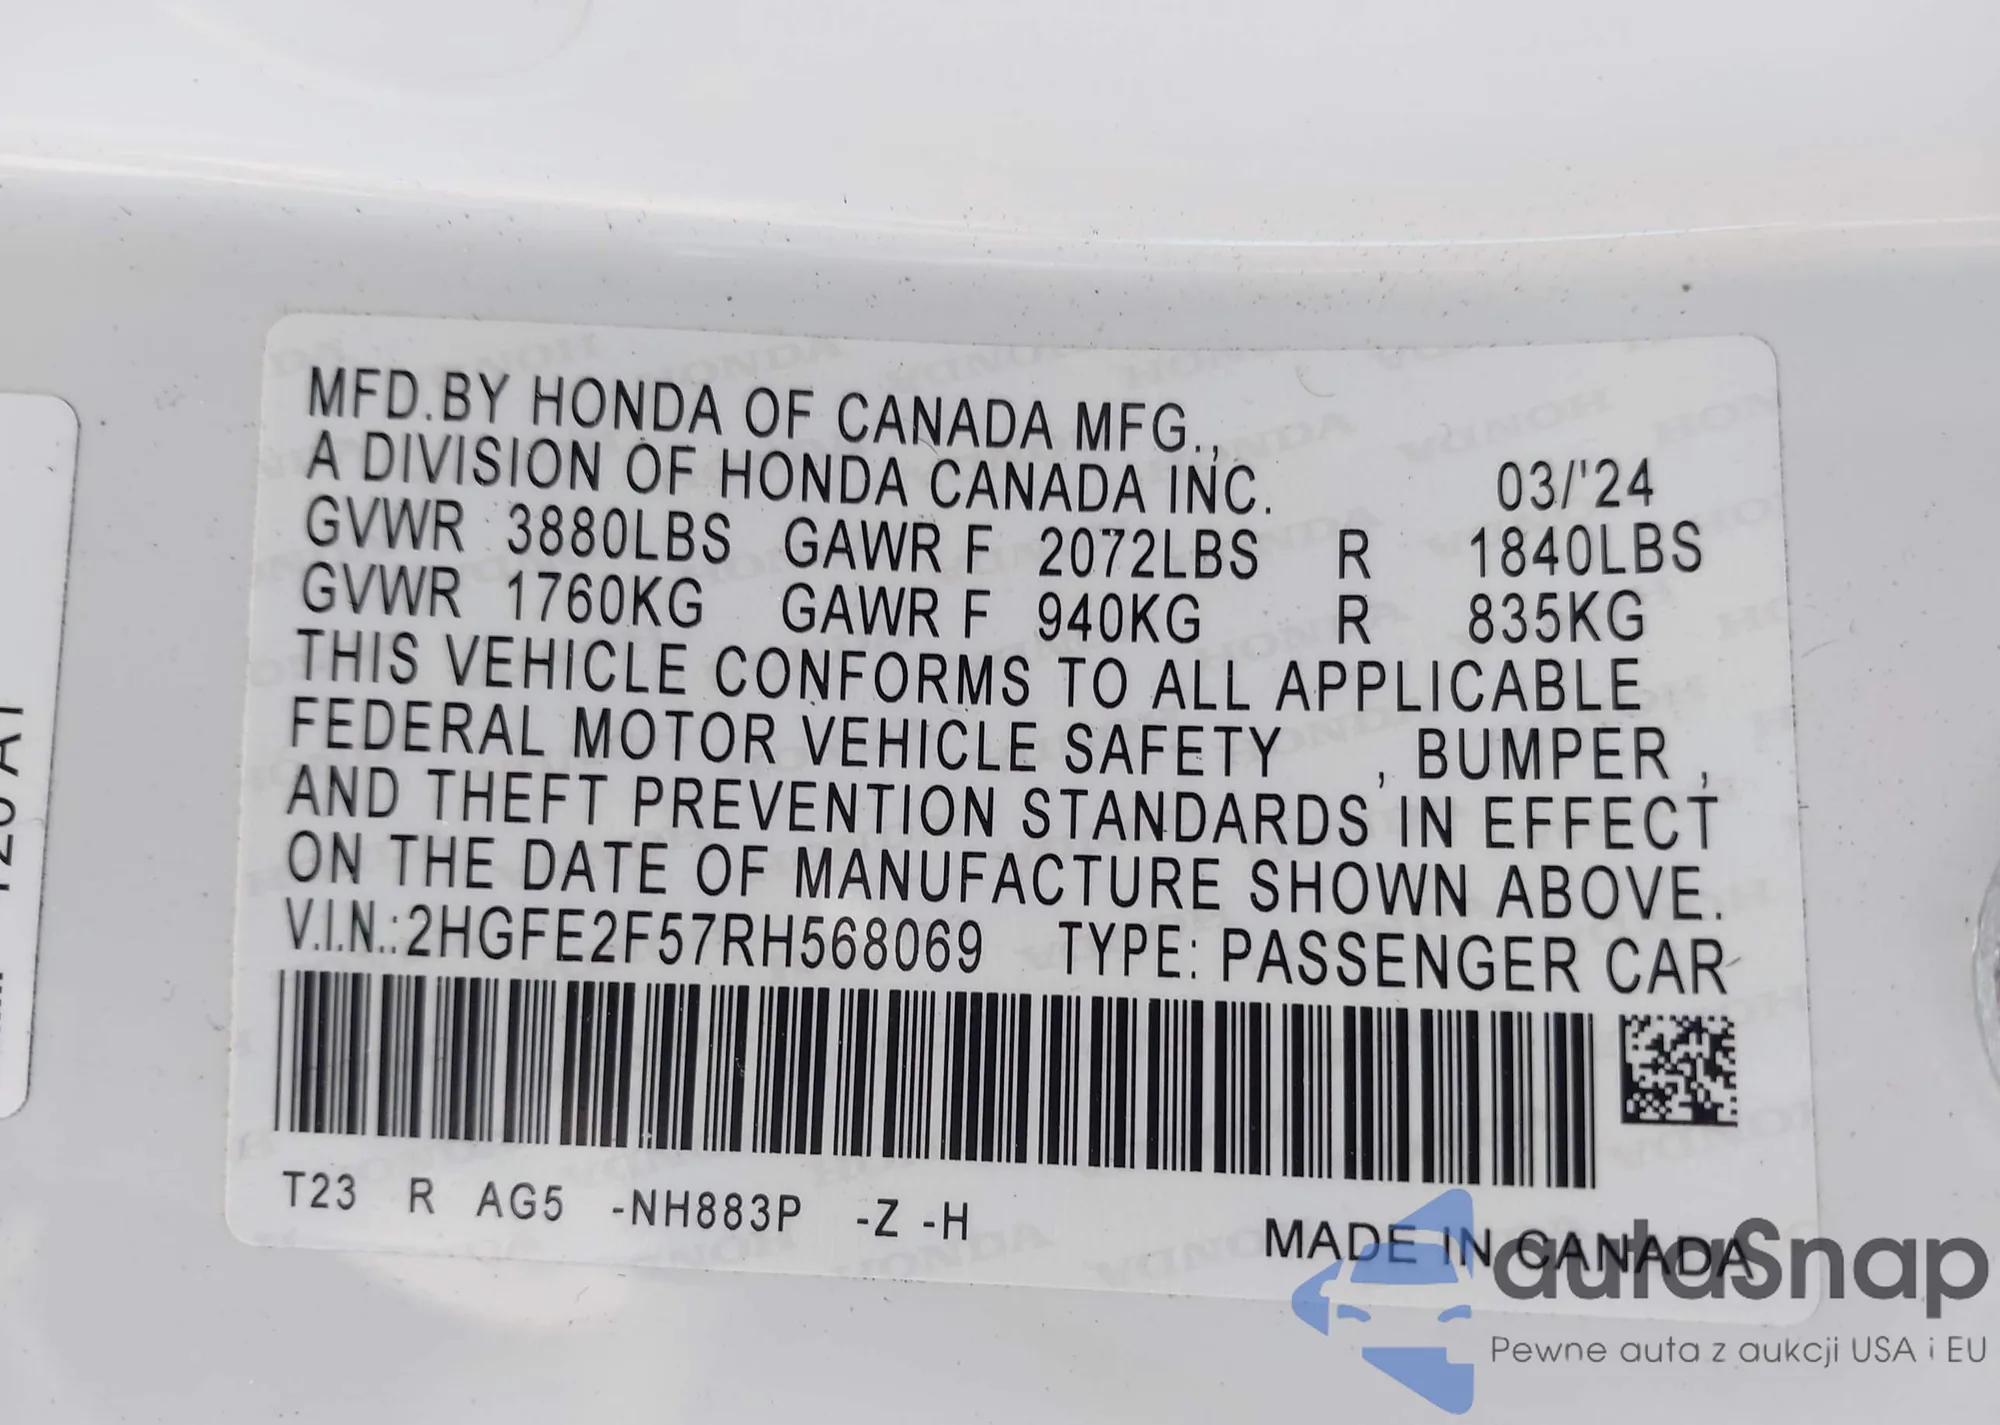 MFD.BY HONDA OF CANADA MFG.,
A DIVISION OF HONDA CANADA INC. 03/'24
GVWR 3880LBS GAWR F 2072LBS R 1840LBS
GVWR 1760KG GAWR F 940KG R 835KG
THIS VEHICLE CONFORMS TO ALL APPLICABLE
FEDERAL MOTOR VEHICLE SAFETY , BUMPER ,
AND THEFT PREVENTION STANDARDS IN EFFECT
ON THE DATE OF MANUFACTURE SHOWN ABOVE.
V.I.N.:2HGFE2F57RH568069 TYPE: PASSENGER CAR
T23 R AG5 -NH883P -Z -H
MADE IN CANADA
autaSnap
Pewne auta z aukcji USA i EU